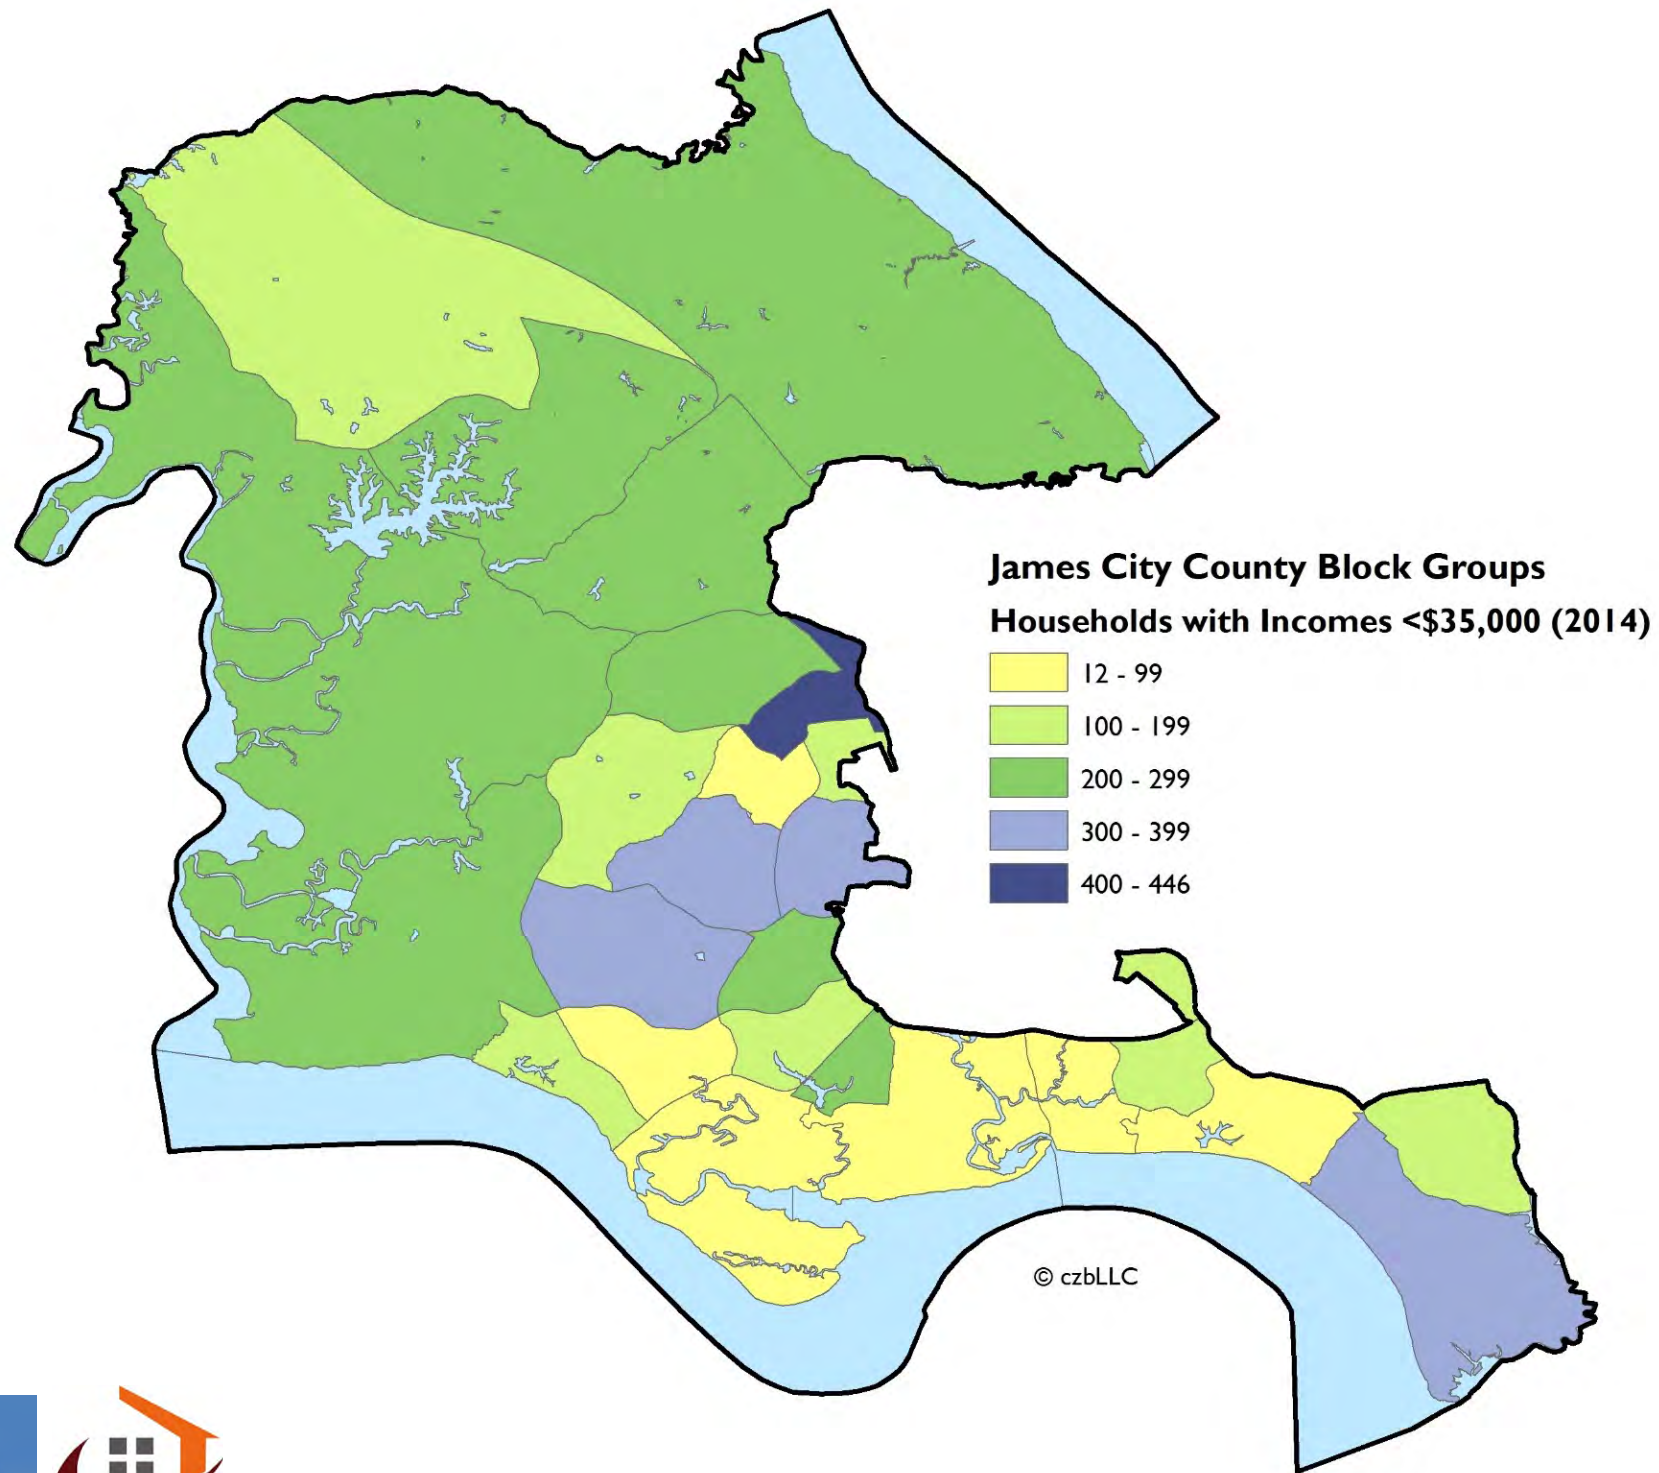 James City County Block Groups
Households with Incomes <$35,000 (2014)
12 - 99
100 - 199
200 - 299
300 - 399
400 - 446
© czbLLC